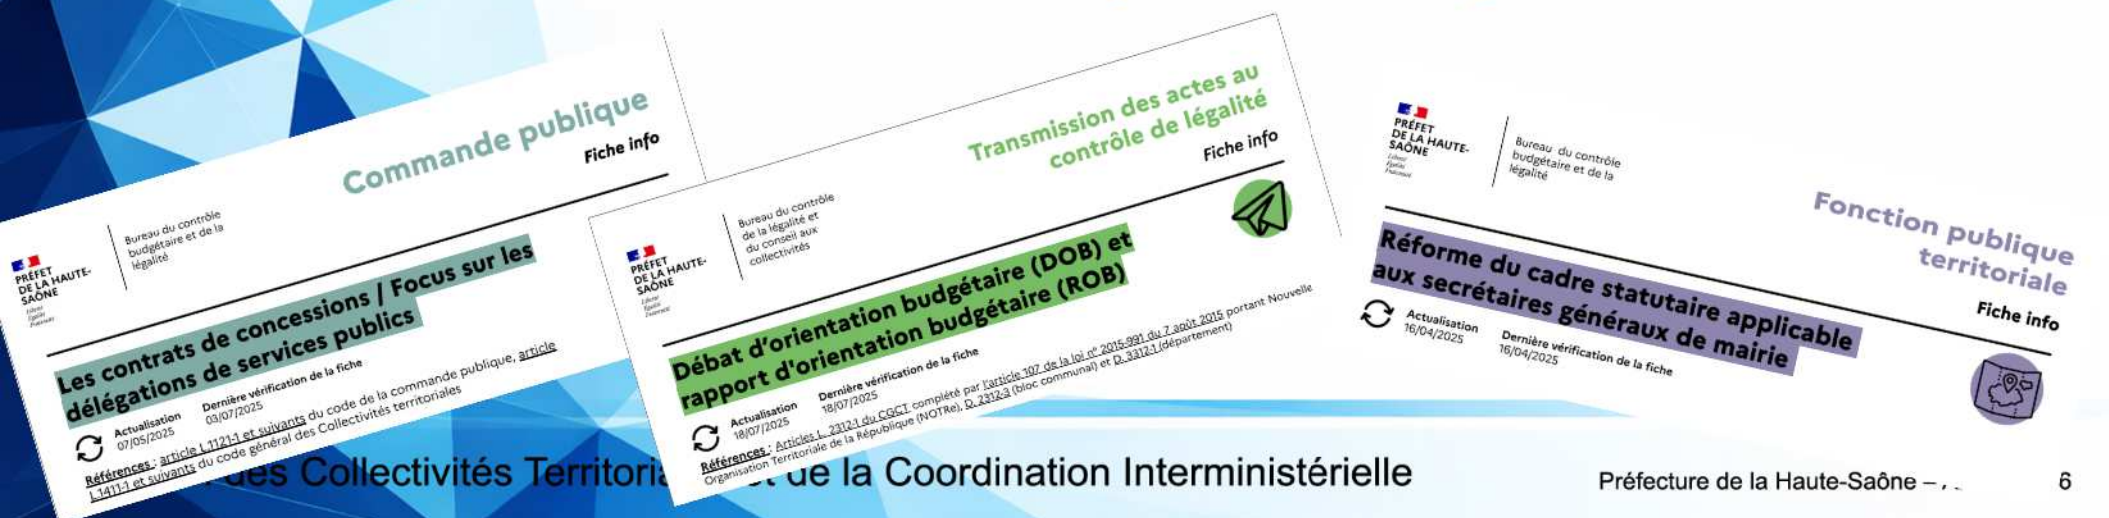 Commande publique
Fiche info
PRÉFET
DE LA HAUTE-
SAÔNE
Liberté
Égalité
Fraternité
Bureau du contrôle
budgétaire et de la
légalité
Les contrats de concessions / Focus sur les
délégations de services publics
Actualisation
07/05/2025
Dernière vérification de la fiche
03/07/2025
Références : article L.1121-1 et suivants du code de la commande publique, article
L.1411-1 et suivants du code général des Collectivités territoriales
Transmission des actes au
contrôle de légalité
Fiche info
PRÉFET
DE LA HAUTE-
SAÔNE
Liberté
Égalité
Fraternité
Bureau du contrôle
de la légalité et
du conseil aux
collectivités
Débat d'orientation budgétaire (DOB) et
rapport d'orientation budgétaire (ROB)
Actualisation
18/07/2025
Dernière vérification de la fiche
18/07/2025
Références : Articles L. 2312-1 du CGCT complété par l'article 107 de la loi n° 2015-991 du 7 août 2015 portant Nouvelle
Organisation Territoriale de la République (NOTRe), D. 2312-3 (bloc communal) et D. 3312-1 (département)
PRÉFET
DE LA HAUTE-
SAÔNE
Liberté
Égalité
Fraternité
Bureau du contrôle
budgétaire et de la
légalité
Fonction publique
territoriale
Fiche info
Réforme du cadre statutaire applicable
aux secrétaires généraux de mairie
Actualisation
16/04/2025
Dernière vérification de la fiche
16/04/2025
des Collectivités Territoria et de la Coordination Interministérielle
Préfecture de la Haute-Saône –
6